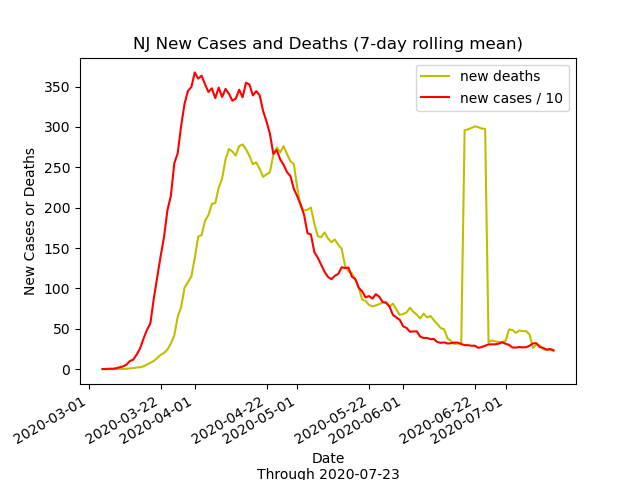 NJ New Cases and Deaths (7-day rolling mean)
new deaths
new cases / 10
New Cases or Deaths
350
300
250
200
150
100
50
0
2020-03-01
2020-03-22
2020-04-01
2020-04-22
2020-05-01
2020-05-22
2020-06-01
2020-06-22
2020-07-01
Date
Through 2020-07-23